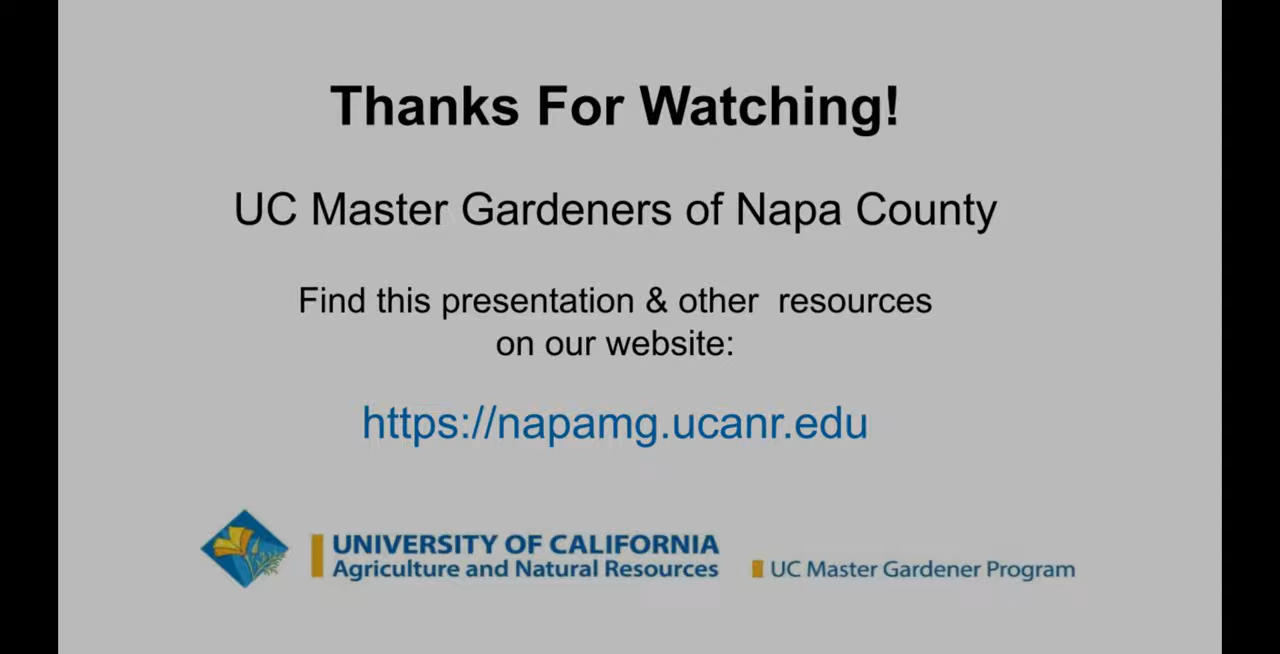 Thanks For Watching!
UC Master Gardeners of Napa County
Find this presentation & other resources
on our website:
https://napamg.ucanr.edu
UNIVERSITY OF CALIFORNIA
Agriculture and Natural Resources
UC Master Gardener Program